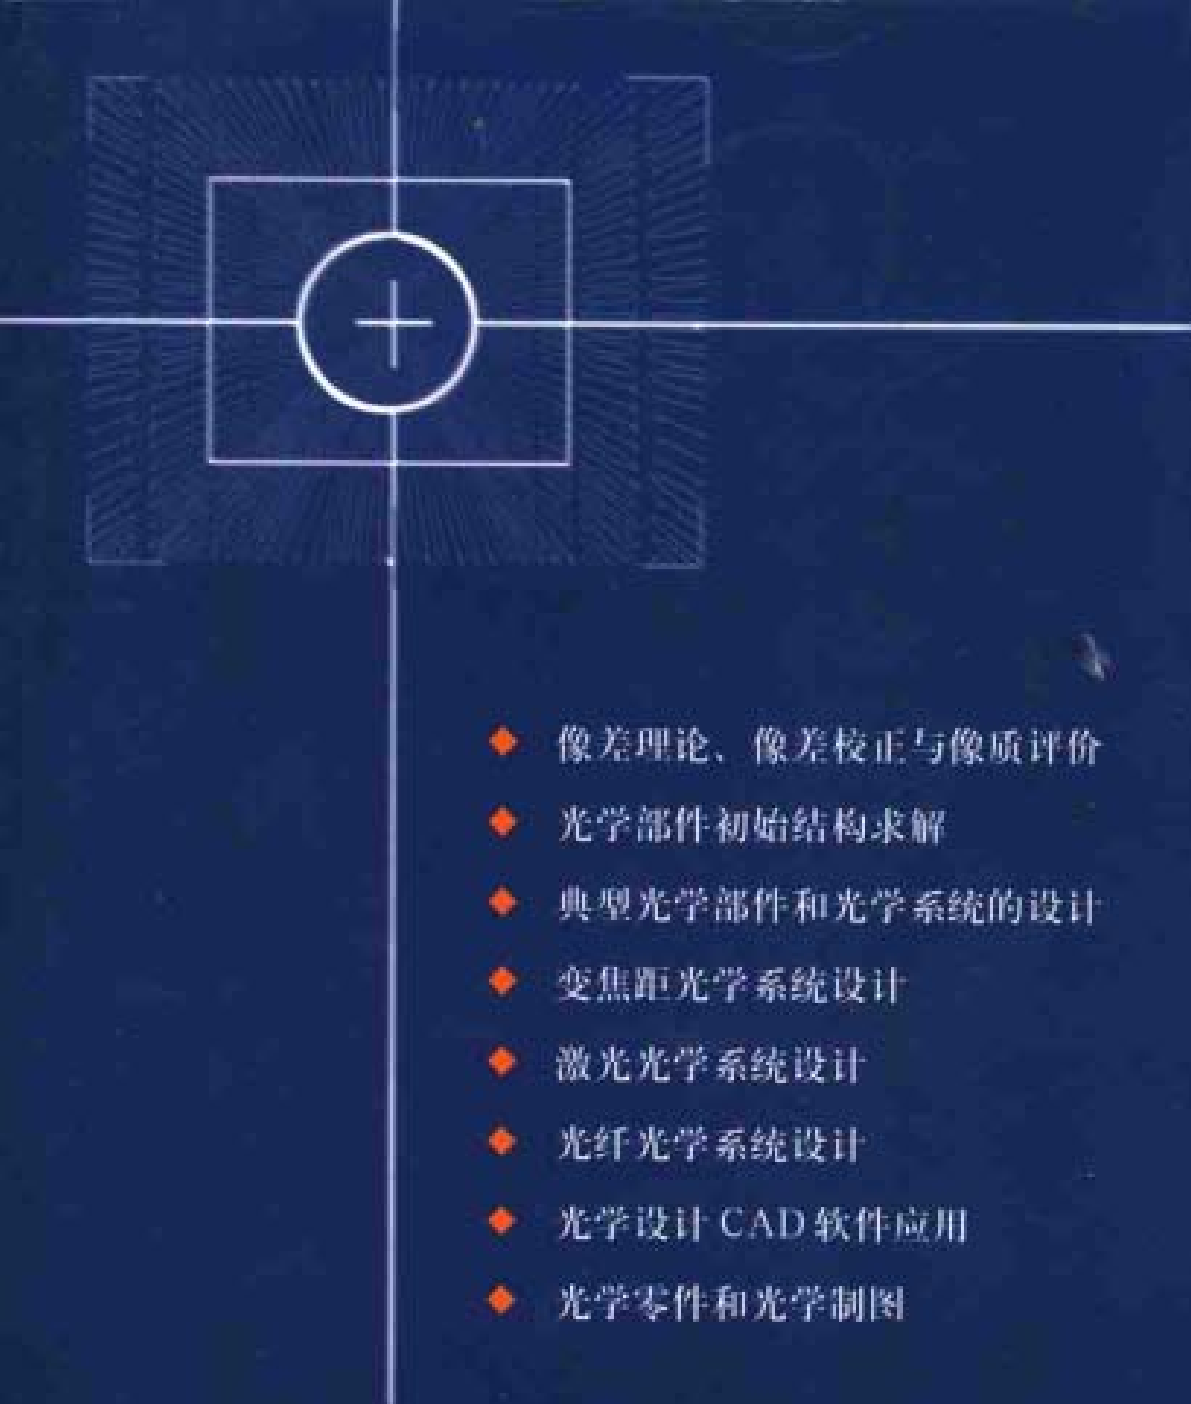 像差理论、像差校正与像质评价
光学部件初始结构求解
典型光学部件和光学系统的设计
变焦距光学系统设计
激光光学系统设计
光纤光学系统设计
光学设计 CAD 软件应用
光学零件和光学制图